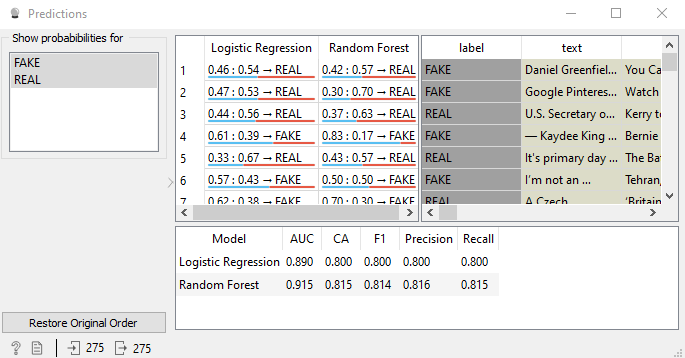 Predictions
Show probabibilities for
FAKE
REAL
Logistic Regression Random Forest label text
1 0.46 : 0.54 → REAL 0.42 : 0.57 → REAL FAKE Daniel Greenfiel... You Ca
2 0.47 : 0.53 → REAL 0.30 : 0.70 → REAL FAKE Google Pinteres... Watch
3 0.44 : 0.56 → REAL 0.37 : 0.63 → REAL REAL U.S. Secretary o... Kerry to
4 0.61 : 0.39 → FAKE 0.83 : 0.17 → FAKE FAKE — Kaydee King ... Bernie
5 0.33 : 0.67 → REAL 0.43 : 0.57 → REAL REAL It's primary day ... The Ba
6 0.57 : 0.43 → FAKE 0.50 : 0.50 → FAKE FAKE I'm not an ... Tehran,
7 0.62 : 0.38 → FAKE 0.70 : 0.30 → FAKE REAL A Czech 'Britain
Model AUC CA F1 Precision Recall
Logistic Regression 0.890 0.800 0.800 0.800 0.800
Random Forest 0.915 0.815 0.814 0.816 0.815
Restore Original Order
? 275 275